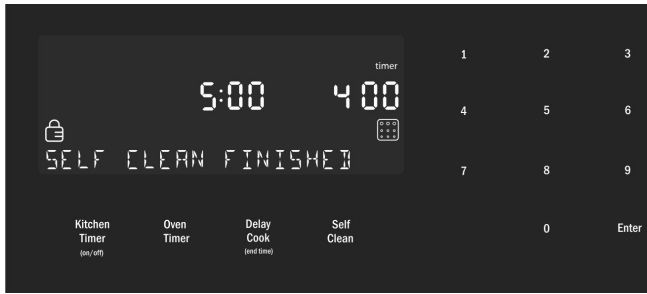 timer
5:00 4 00
SELF CLEAN FINISHED
Kitchen Timer (on/off)
Oven Timer
Delay Cook (end time)
Self Clean
1 2 3
4 5 6
7 8 9
0 Enter